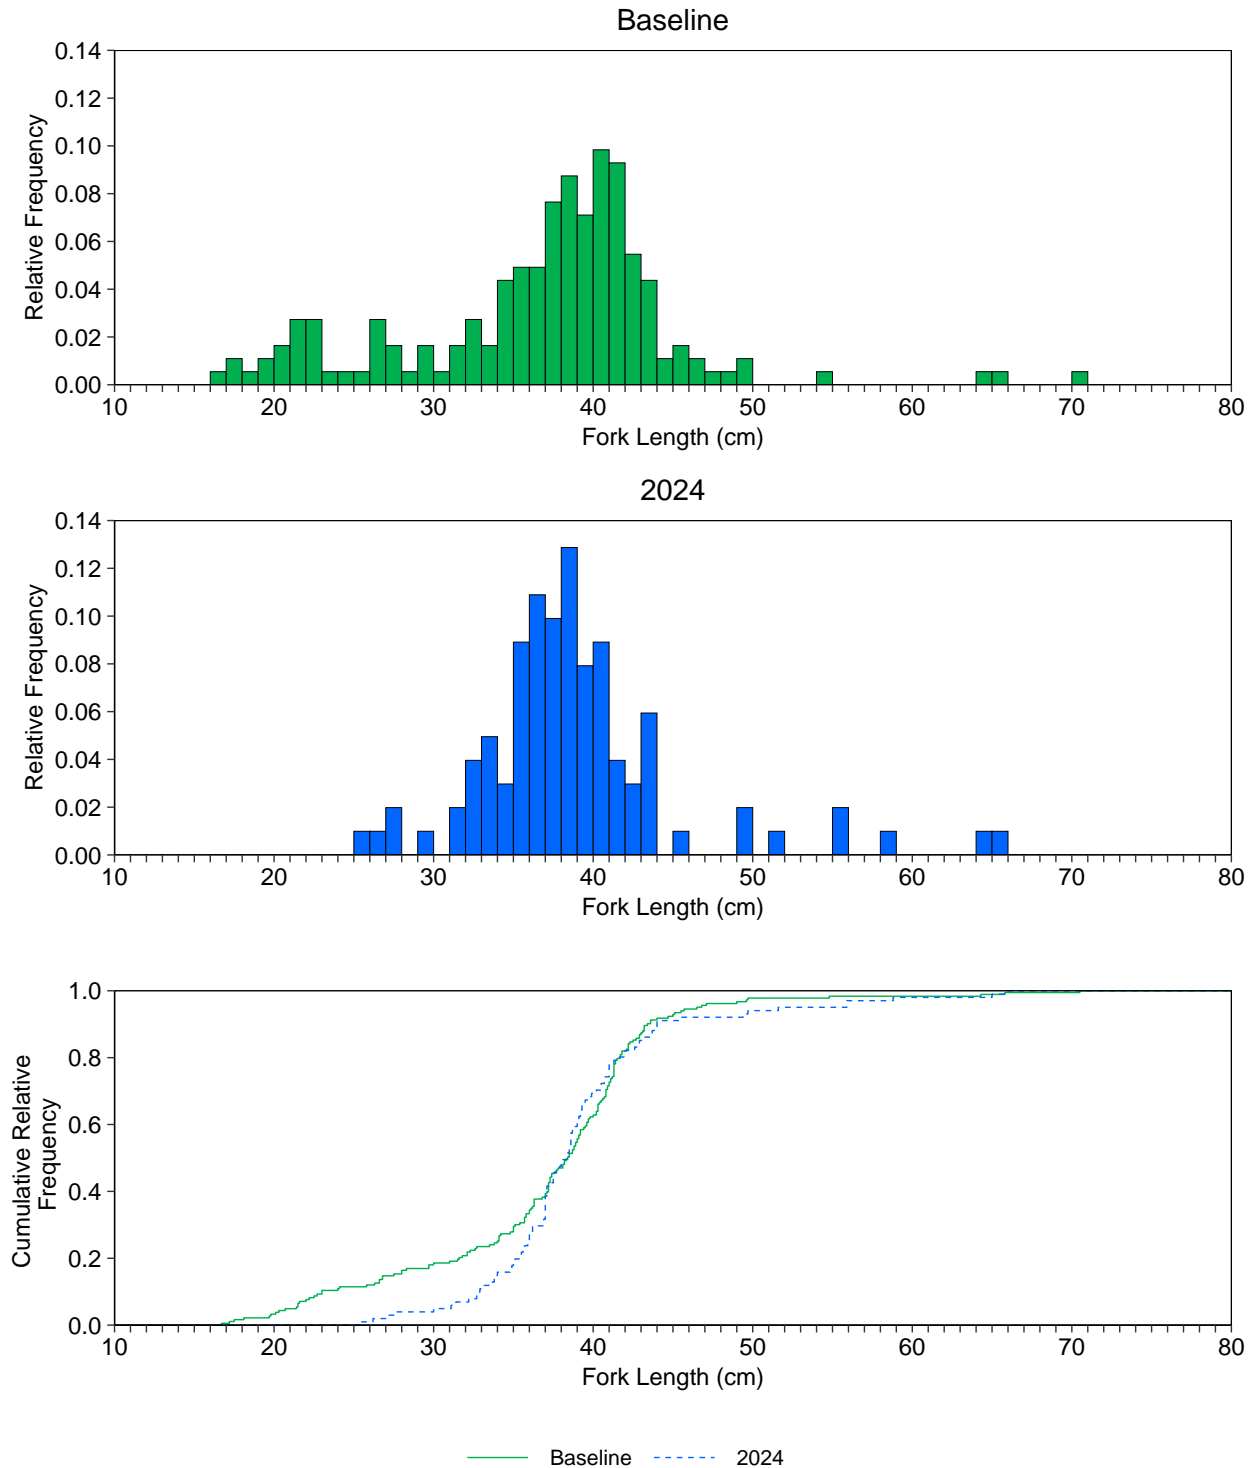 Baseline
0.14
0.12
0.10
0.08
0.06
0.04
0.02
0.00
Relative Frequency
10 20 30 40 50 60 70 80
Fork Length (cm)
2024
0.14
0.12
0.10
0.08
0.06
0.04
0.02
0.00
Relative Frequency
10 20 30 40 50 60 70 80
Fork Length (cm)
1.0
0.8
0.6
0.4
0.2
0.0
Cumulative Relative
Frequency
10 20 30 40 50 60 70 80
Fork Length (cm)
Baseline 2024